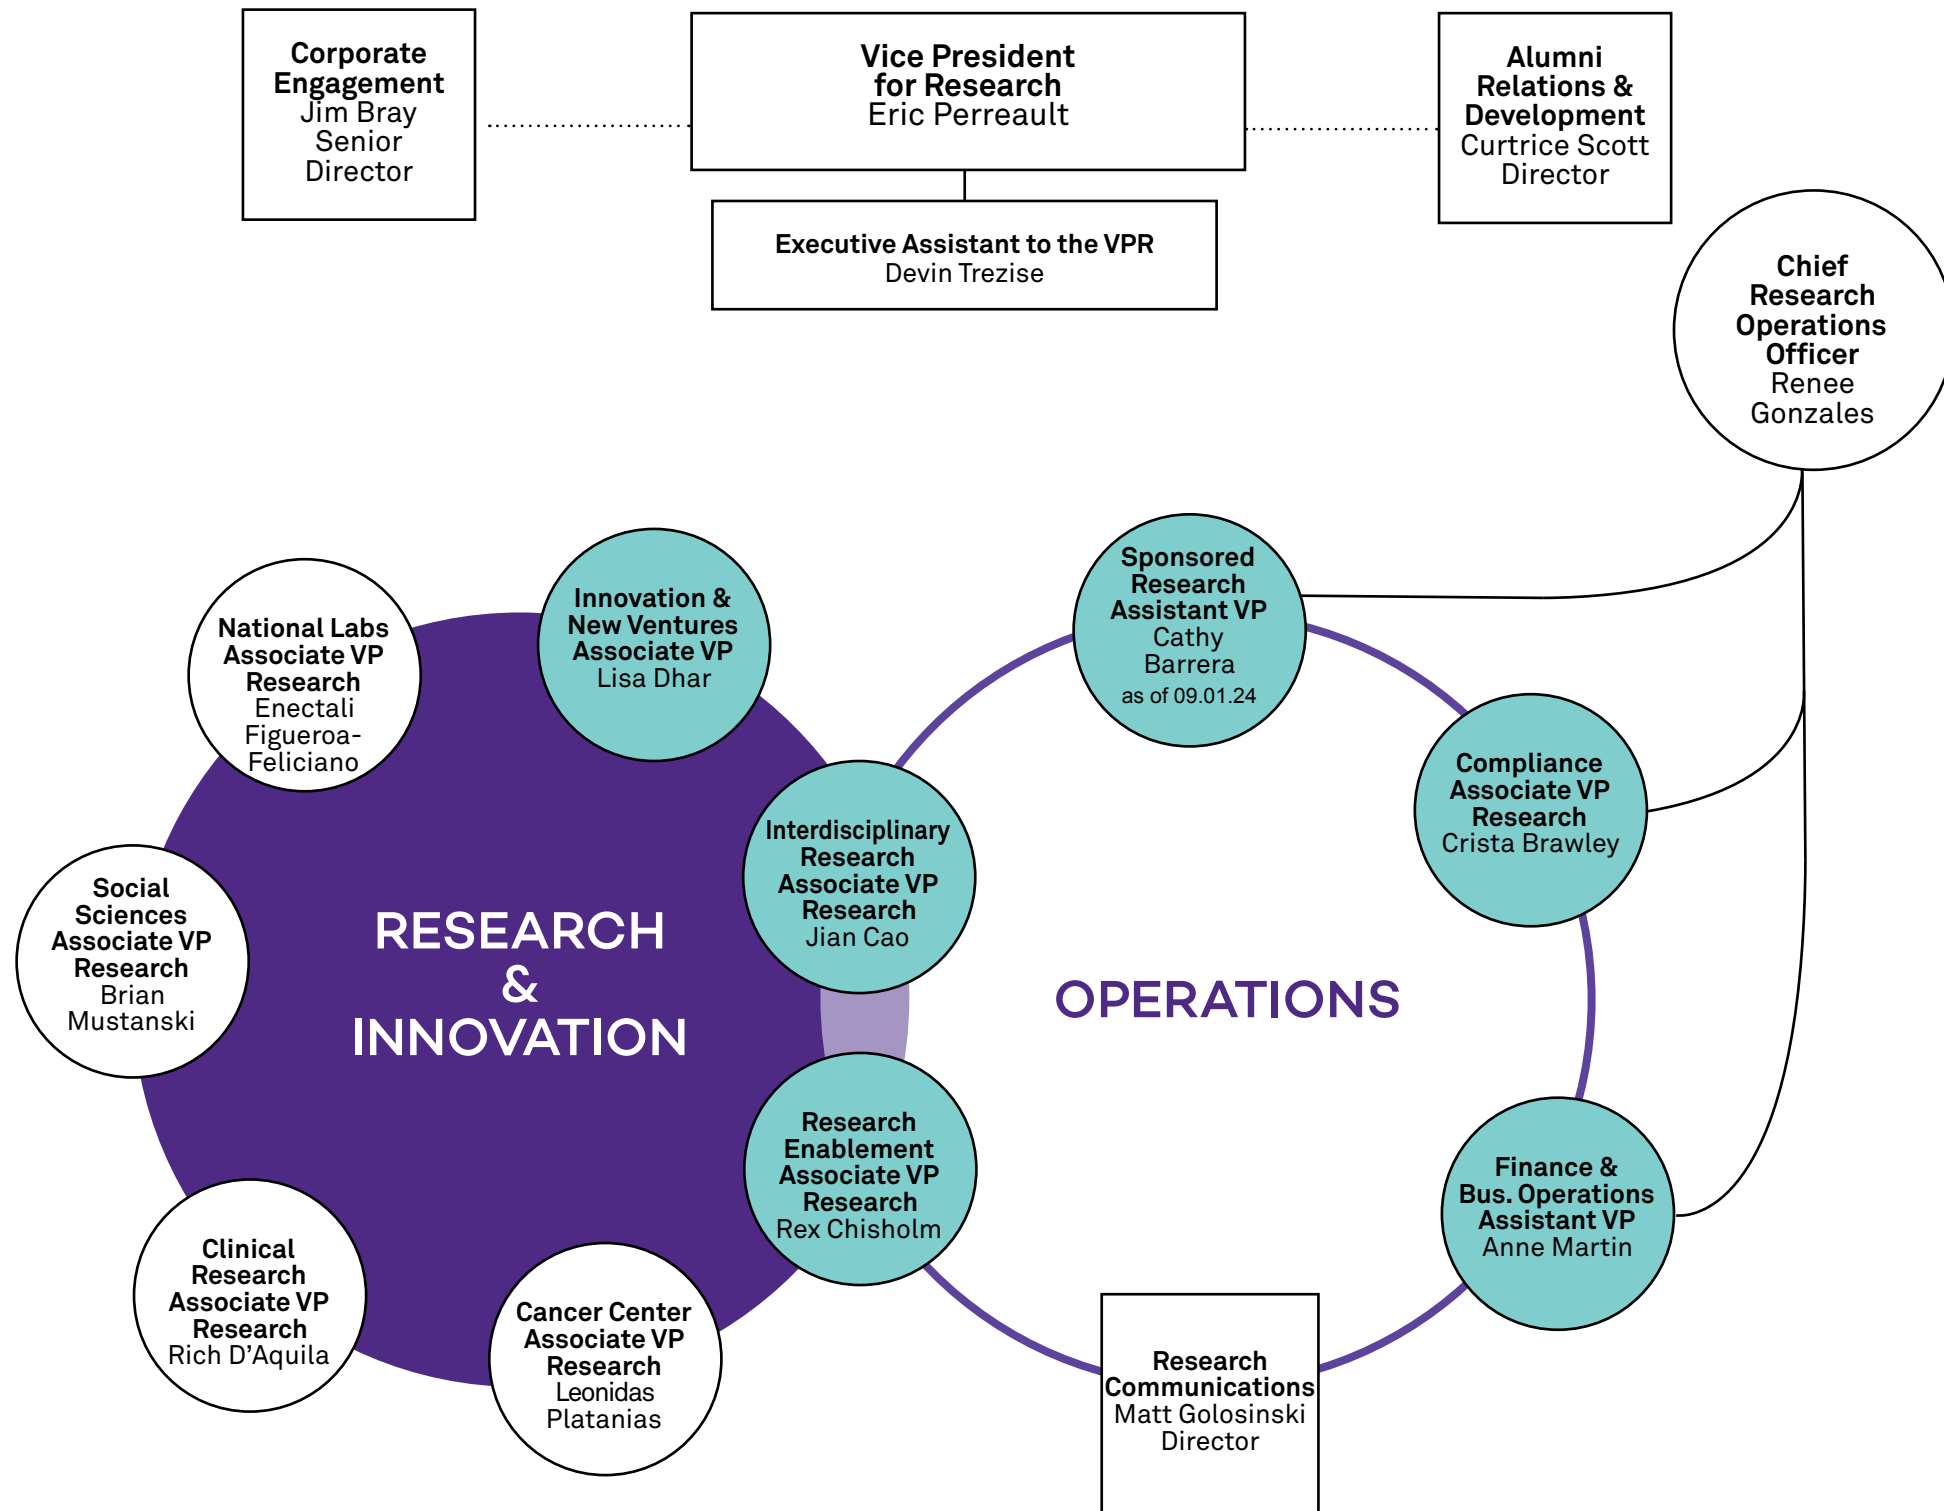 Corporate
Engagement
Jim Bray
Senior
Director
Vice President
for Research
Eric Perreault
Alumni
Relations &
Development
Curtrice Scott
Director
Executive Assistant to the VPR
Devin Trezise
Chief
Research
Operations
Officer
Renee
Gonzales
National Labs
Associate VP
Research
Enectali
Figueroa-
Feliciano
Innovation &
New Ventures
Associate VP
Lisa Dhar
Sponsored
Research
Assistant VP
Cathy
Barrera
as of 09.01.24
Compliance
Associate VP
Research
Crista Brawley
Interdisciplinary
Research
Associate VP
Research
Jian Cao
Social
Sciences
Associate VP
Research
Brian
Mustanski
RESEARCH
&
INNOVATION
OPERATIONS
Research
Enablement
Associate VP
Research
Rex Chisholm
Finance &
Bus. Operations
Assistant VP
Anne Martin
Clinical
Research
Associate VP
Research
Rich D’Aquila
Cancer Center
Associate VP
Research
Leonidas
Platanias
Research
Communications
Matt Golosinski
Director